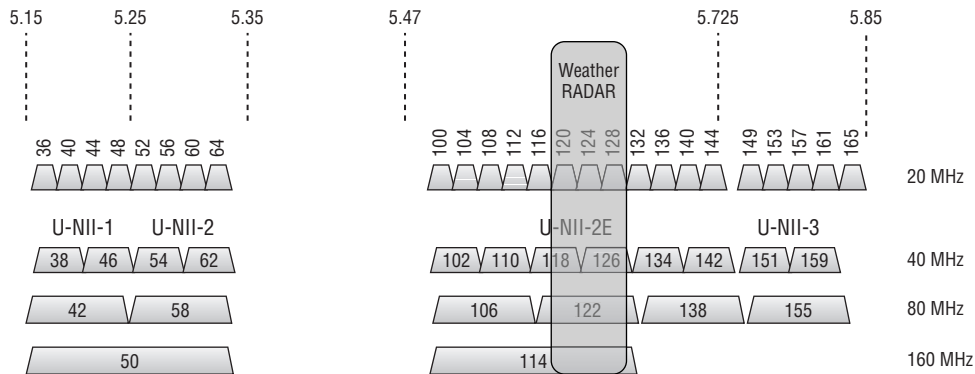 5.15 5.25 5.35 5.47 5.725 5.85
Weather
RADAR
36 40 44 48 52 56 60 64 100 104 108 112 116 120 124 128 132 136 140 144 149 153 157 161 165 20 MHz
U-NII-1 U-NII-2 U-NII-2E U-NII-3
38 46 54 62 102 110 118 126 134 142 151 159 40 MHz
42 58 106 122 138 155 80 MHz
50 114 160 MHz